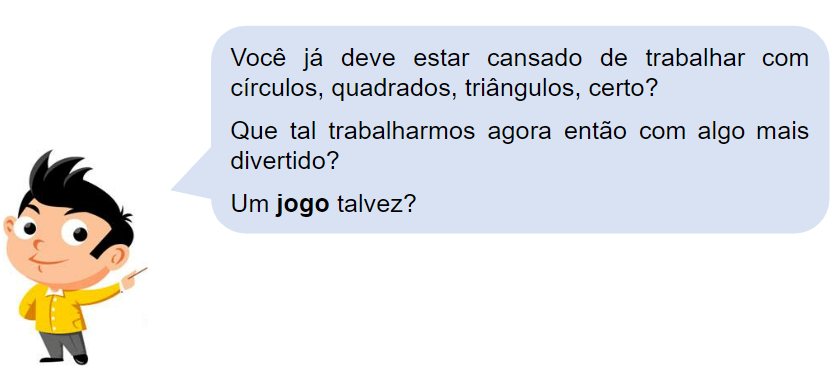 Você já deve estar cansado de trabalhar com
círculos, quadrados, triângulos, certo?
Que tal trabalharmos agora então com algo mais
divertido?
Um jogo talvez?